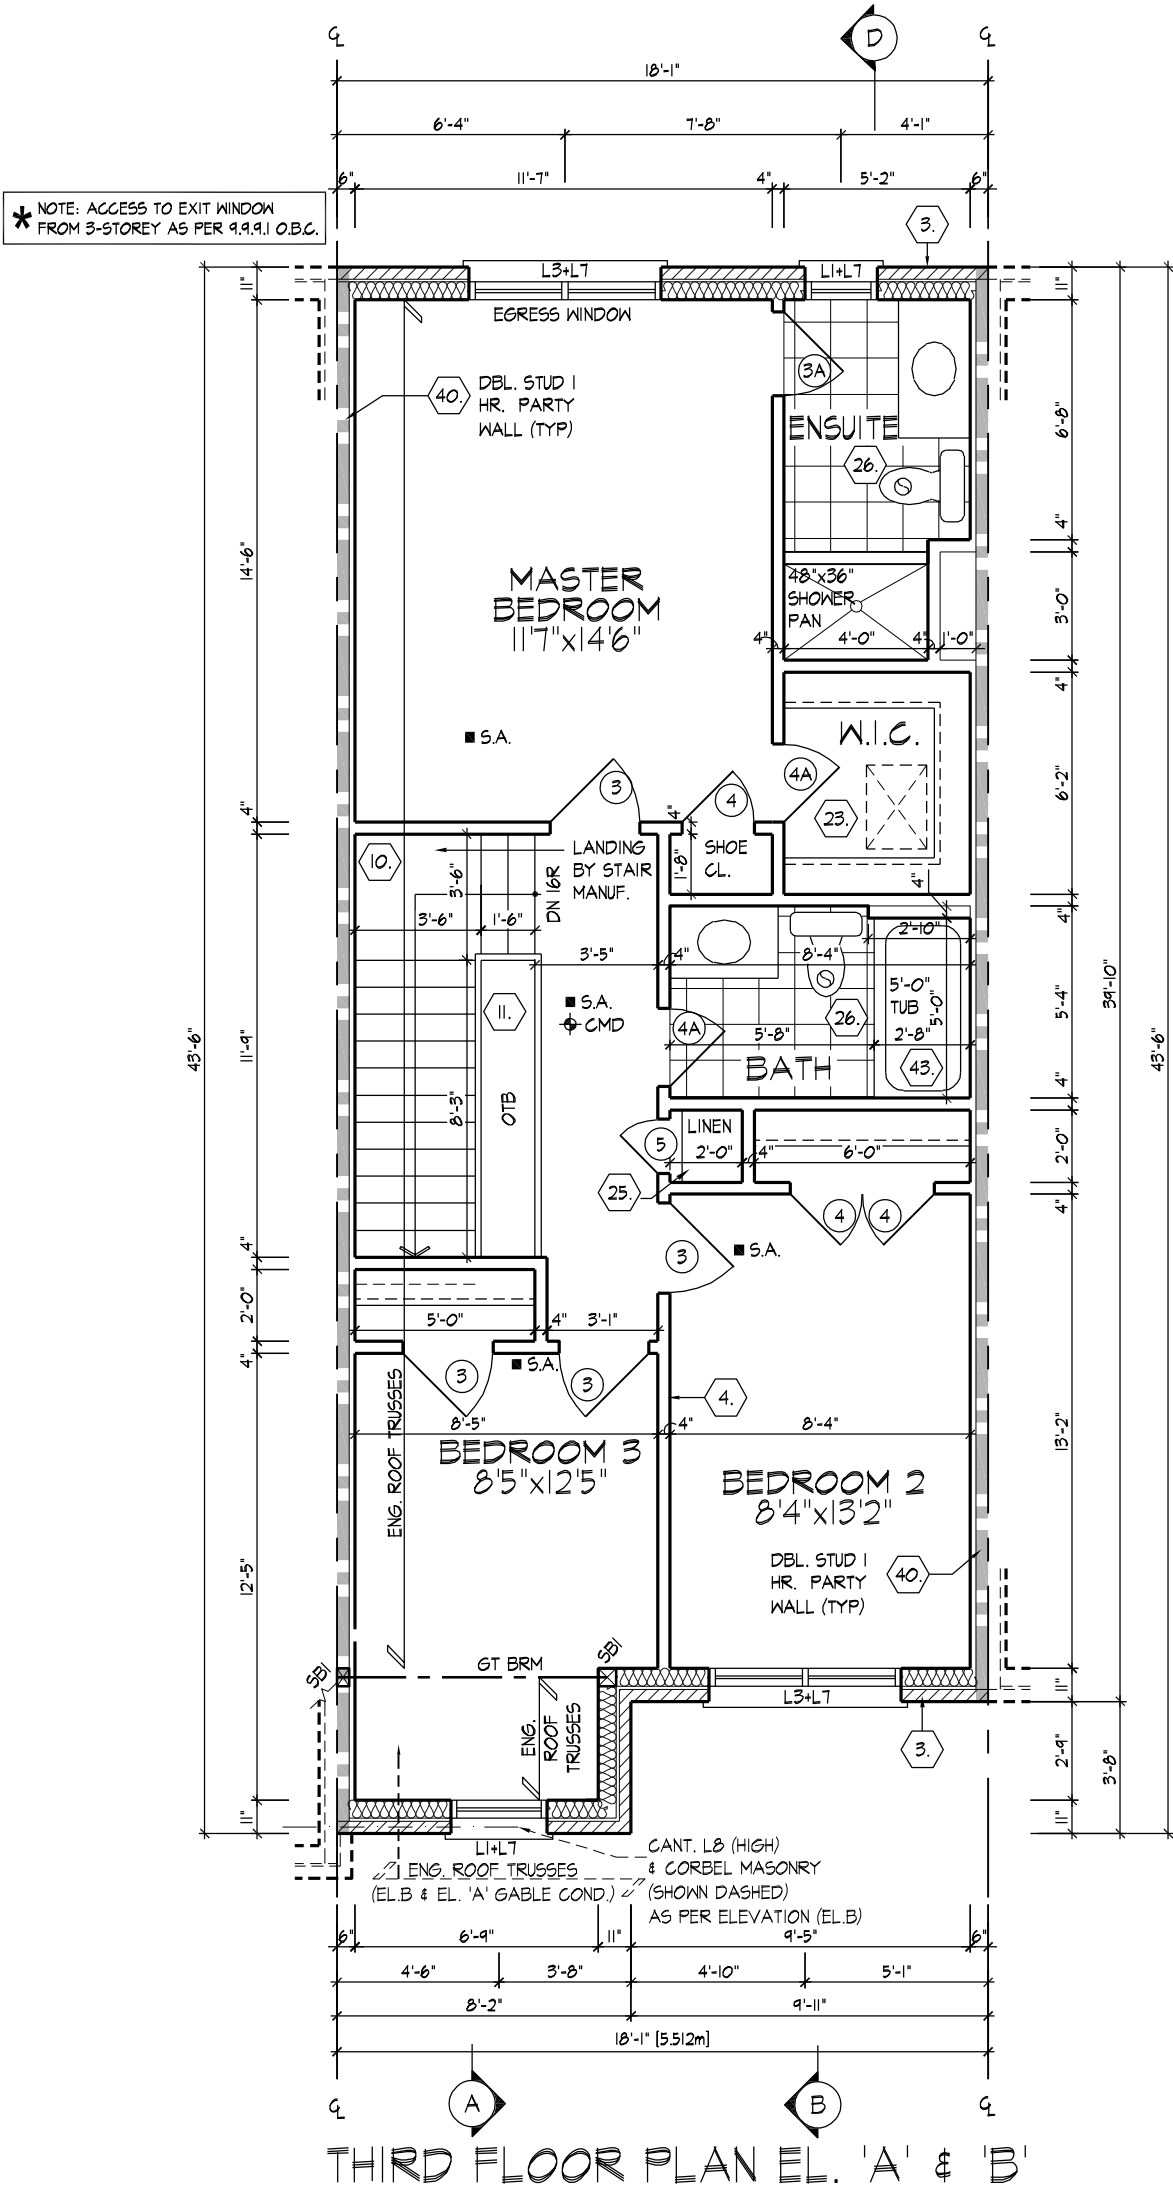 ℄
D
℄
18'-1"
6'-4"
7'-8"
4'-1"
6"
11'-7"
4"
5'-2"
6"
* NOTE: ACCESS TO EXIT WINDOW
FROM 3-STOREY AS PER 9.9.9.1 O.B.C.
3.
11"
L3+L7
L1+L7
11"
EGRESS WINDOW
3A
40.
DBL. STUD 1
HR. PARTY
WALL (TYP)
ENSUITE
26.
6'-8"
4"
14'-6"
MASTER
BEDROOM
11'7"x14'6"
48"x36"
SHOWER
PAN
3'-0"
4"
4'-0"
4"
1'-0"
4"
S.A.
W.I.C.
3
4
4A
23.
6'-2"
4"
4"
10.
LANDING
BY STAIR
MANUF.
DN 16R
3'-6"
SHOE
CL.
1'-8"
4"
3'-6"
1'-6"
4"
2'-10"
3'-5"
4"
8'-4"
39'-10"
43'-6"
43'-6"
11'-9"
11.
S.A.
CMD
4A
26.
5'-0"
TUB
5'-0"
5'-8"
2'-8"
5'-4"
BATH
43.
8'-3"
OTB
4"
5
LINEN
2'-0"
4"
6'-0"
2'-0"
25.
4"
4
4
4"
3
S.A.
2'-0"
5'-0"
4"
3'-1"
4"
3
S.A.
3
4.
8'-5"
4"
8'-4"
13'-2"
ENG. ROOF TRUSSES
BEDROOM 3
8'5"x12'5"
BEDROOM 2
8'4"x13'2"
12'-5"
DBL. STUD 1
HR. PARTY
WALL (TYP)
40.
SB1
GT BRM
SB1
11"
L3+L7
ENG.
ROOF
TRUSSES
3.
2'-9"
3'-8"
11"
11"
L1+L7
ENG. ROOF TRUSSES
(EL.B & EL. 'A' GABLE COND.)
CANT. L8 (HIGH)
& CORBEL MASONRY
(SHOWN DASHED)
AS PER ELEVATION (EL.B)
6"
6'-9"
11"
9'-5"
6"
4'-6"
3'-8"
4'-10"
5'-1"
8'-2"
9'-11"
18'-1" [5.512m]
℄
A
B
℄
THIRD FLOOR PLAN EL. 'A' & 'B'